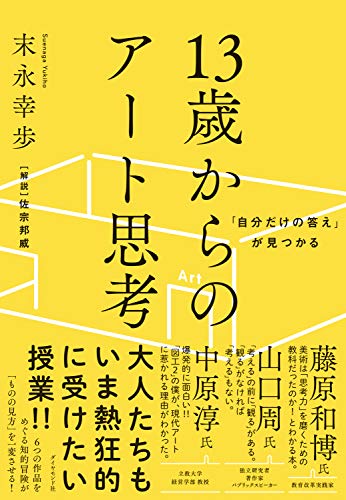 「自分だけの答え」
が見つかる
13歳からの
アート思考
Suenaga Yukiho
末永幸歩
［解説］佐宗邦威
Art
美術は「思考力」を磨くための
教科だったのか！とわかる本。
藤原和博氏
教育改革実践家
「考える」の前に「観る」がある。
「観る」がなければ
「考える」もない。
山口周氏
独立研究者
著作家
パブリックスピーカー
爆発的に面白い!!
「図工2」の僕が、現代アート
に惹かれる理由がわかった。
中原淳氏
立教大学
経営学部 教授
大人たちも
いま熱狂的
に受けたい
授業!!
6つの作品を
めぐる知的冒険が
「ものの見方」を一変させる！
ダイヤモンド社